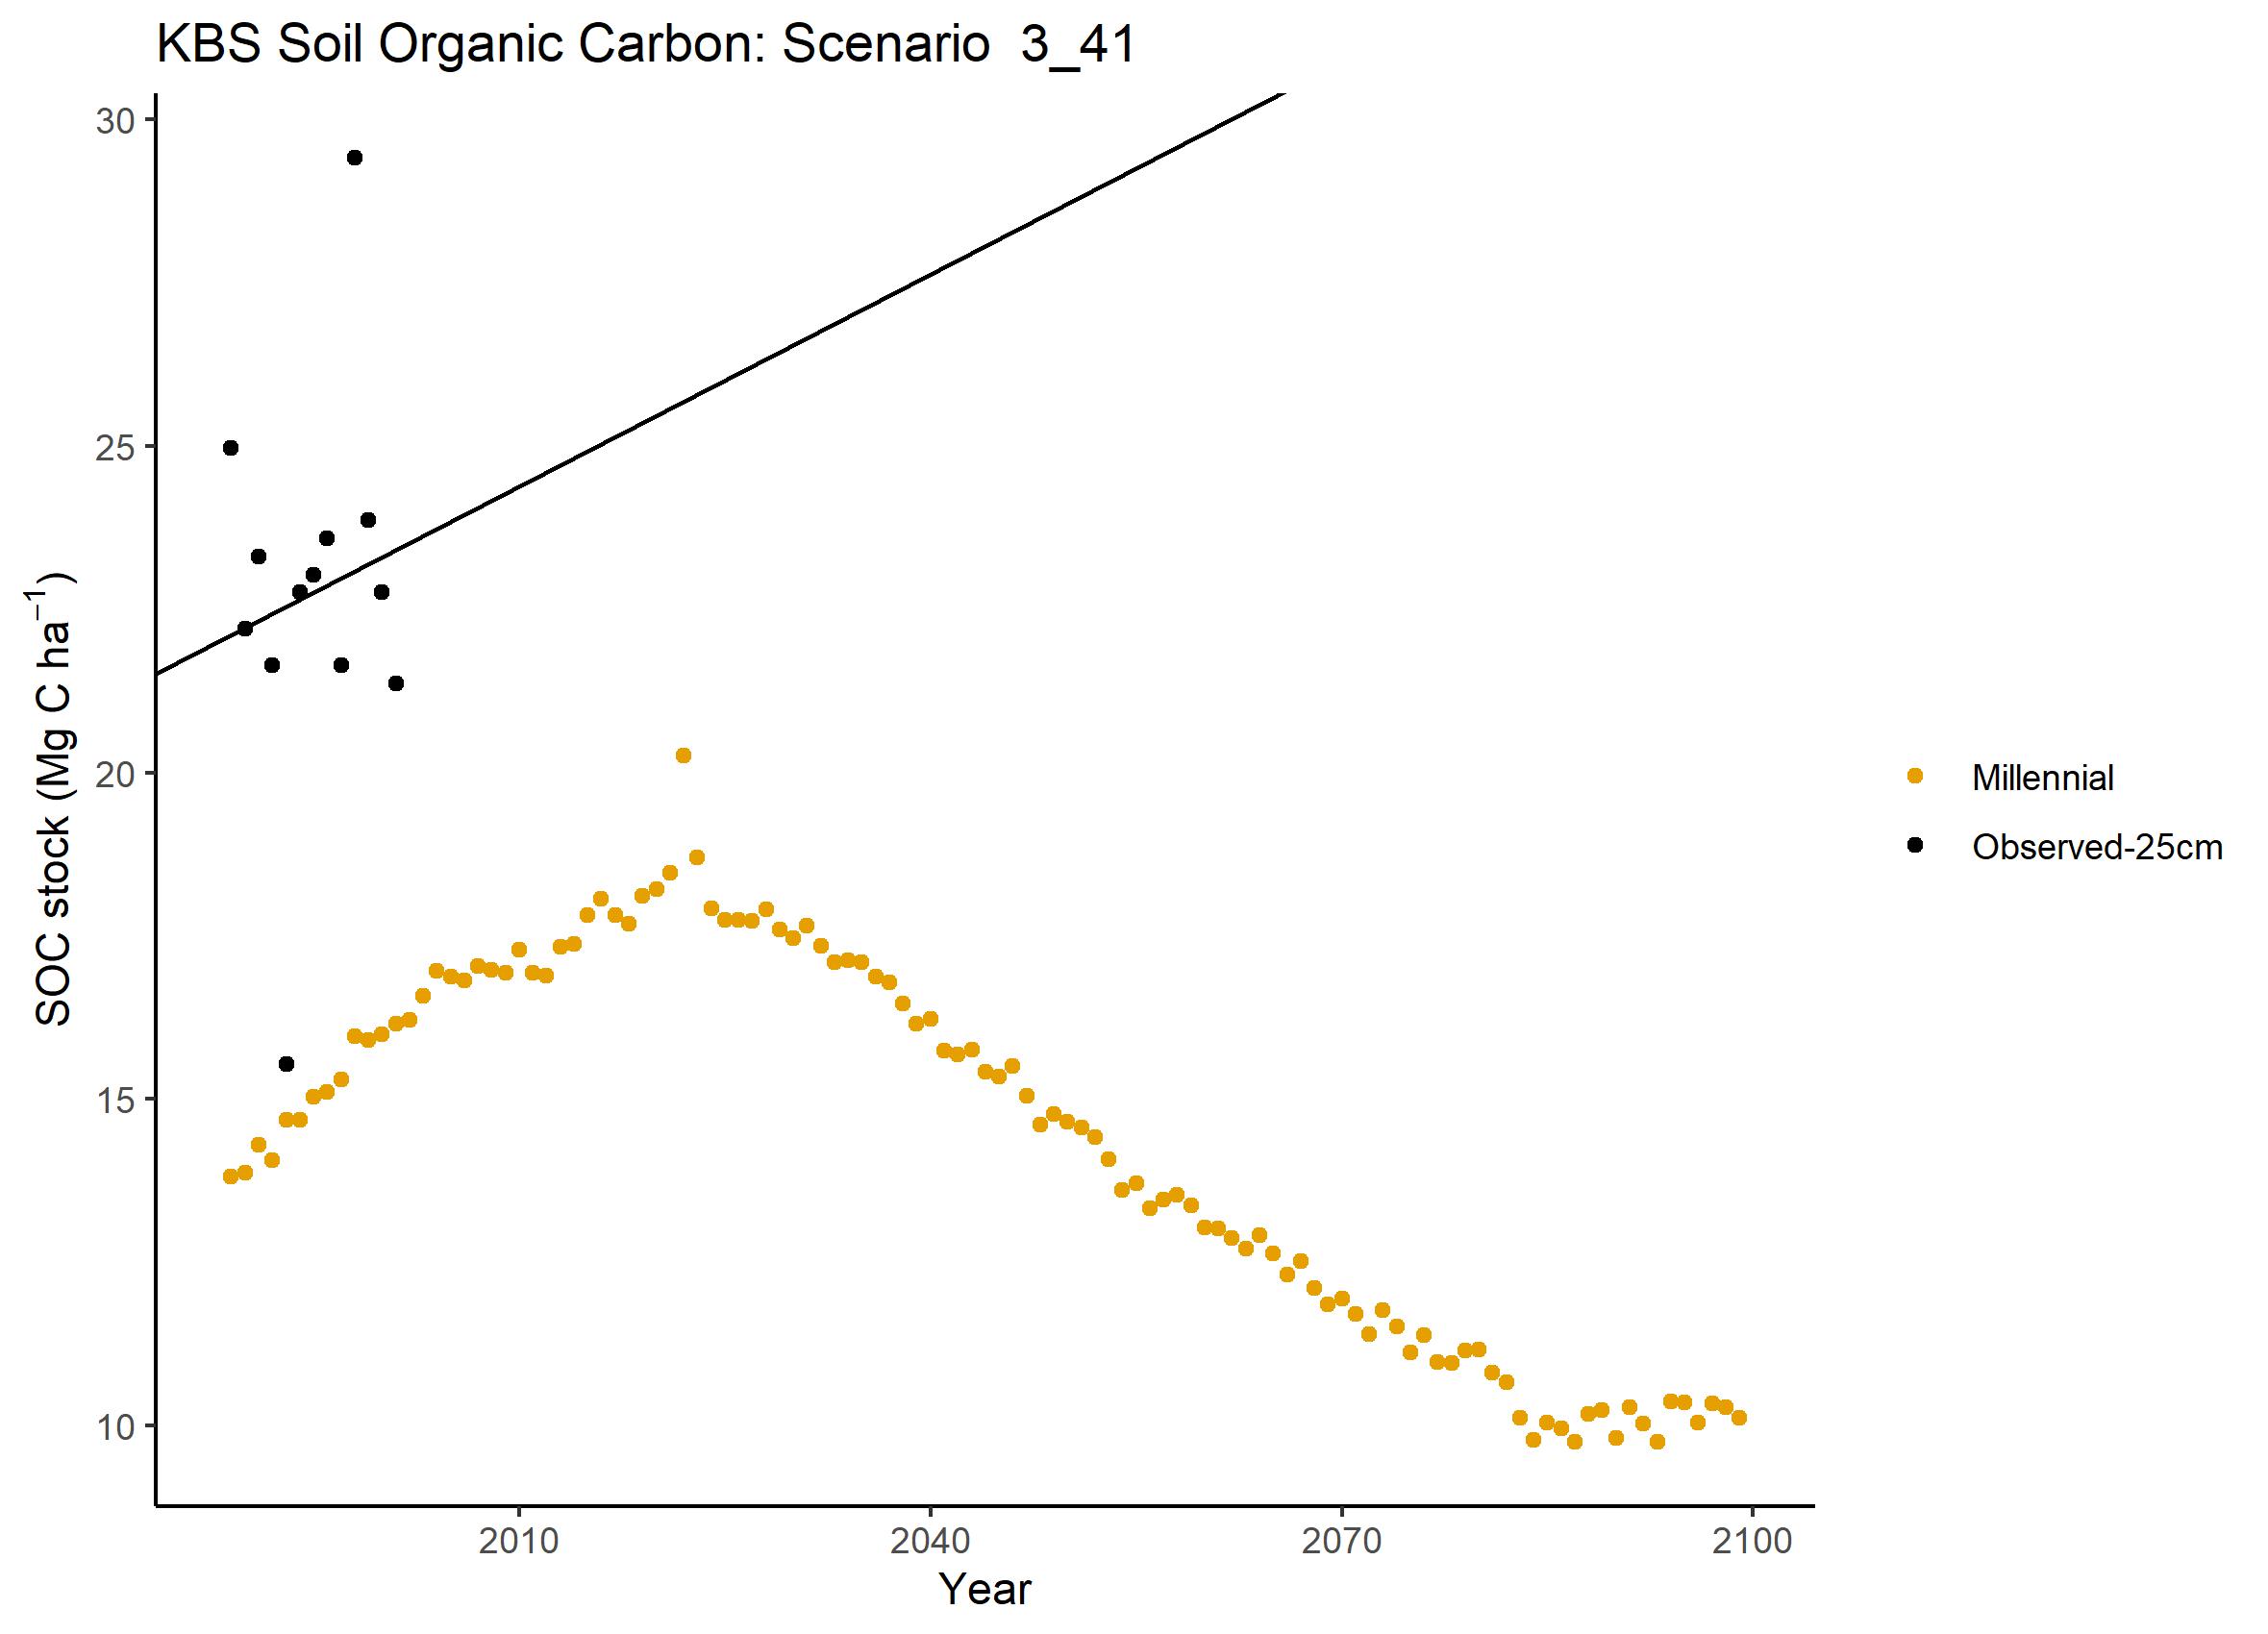 KBS Soil Organic Carbon: Scenario  3_41
30
25
20
15
10
SOC stock (Mg C ha⁻¹)
2010
2040
2070
2100
Year
Millennial
Observed-25cm